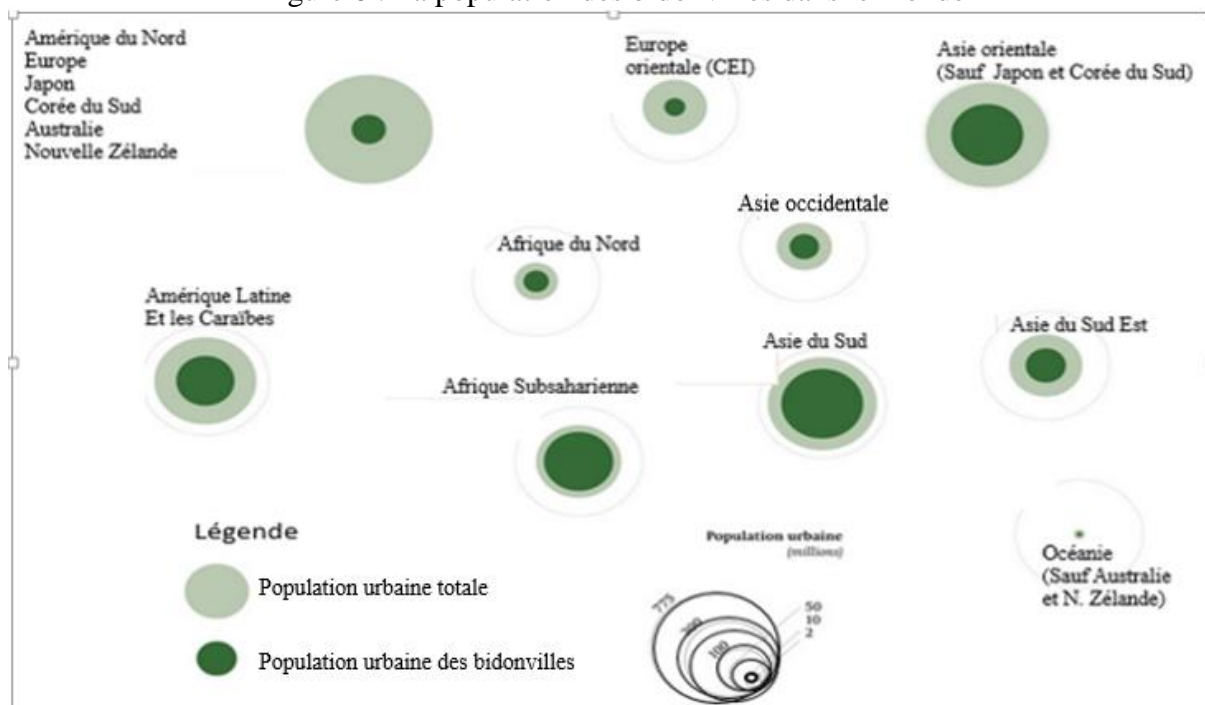 Amérique du Nord
Europe
Japon
Corée du Sud
Australie
Nouvelle Zélande
Europe
orientale (CEI)
Asie orientale
(Sauf Japon et Corée du Sud)
Asie occidentale
Afrique du Nord
Amérique Latine
Et les Caraïbes
Asie du Sud
Asie du Sud Est
Afrique Subsaharienne
Océanie
(Sauf Australie
et N. Zélande)
Légende
Population urbaine totale
Population urbaine des bidonvilles
Population urbaine
(millions)
775
100
50
10
2